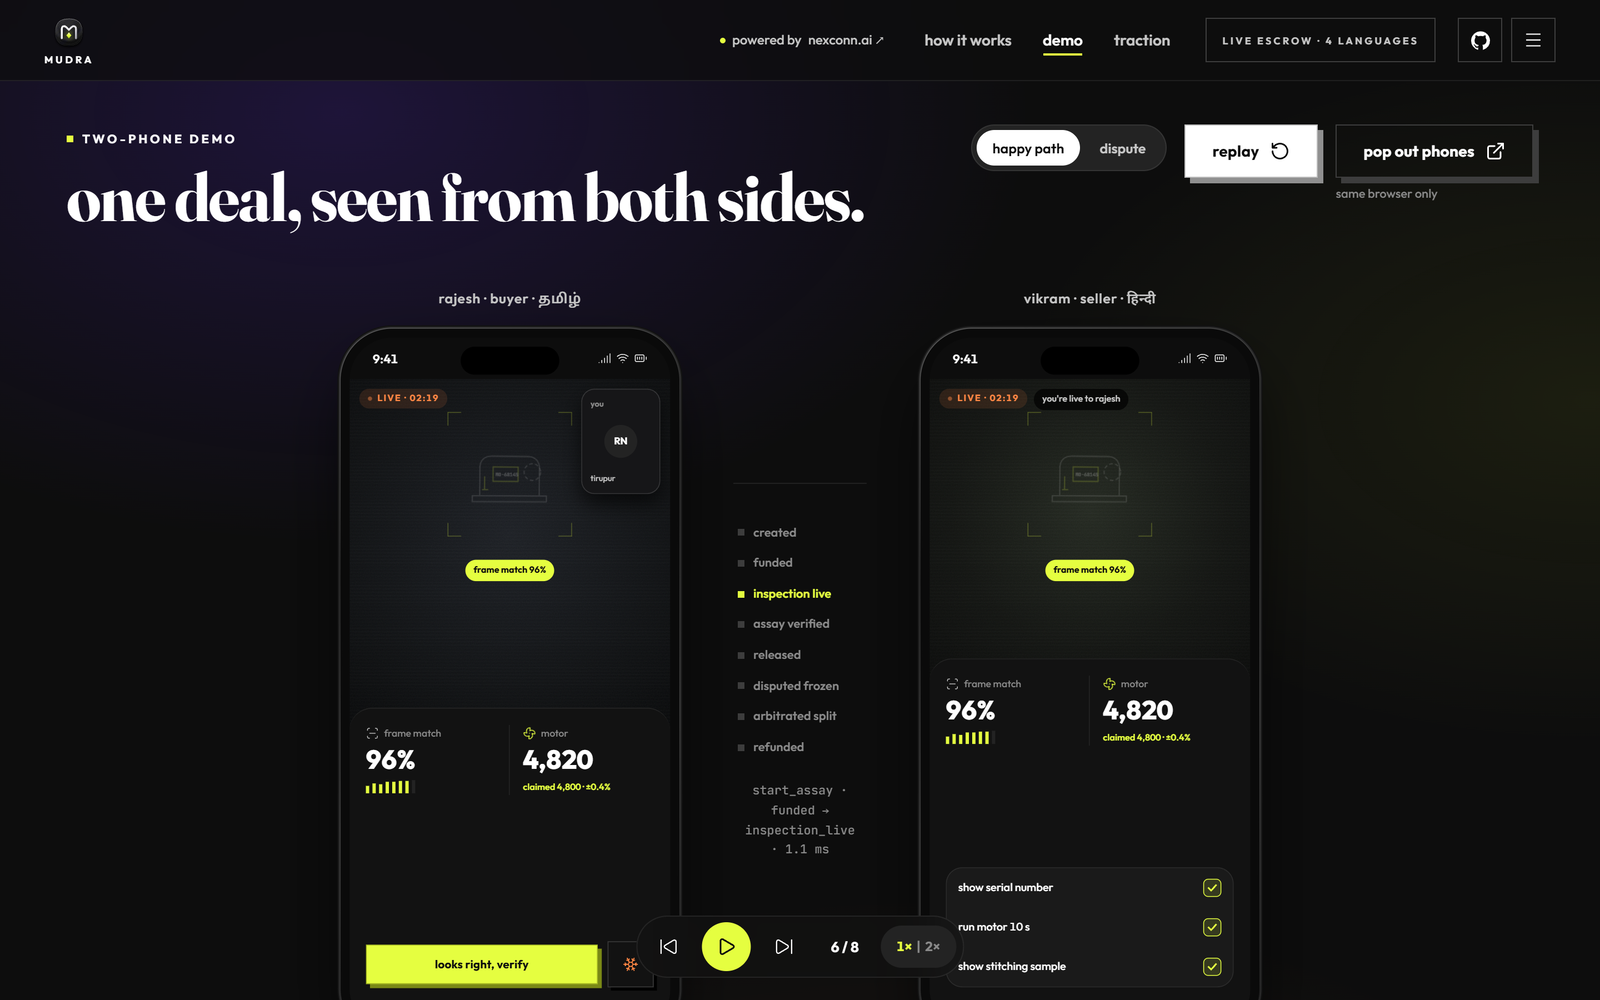 MUDRA
powered by nexconn.ai ↗
how it works
demo
traction
LIVE ESCROW · 4 LANGUAGES
TWO-PHONE DEMO
one deal, seen from both sides.
happy path
dispute
replay
pop out phones
same browser only
rajesh · buyer · தமிழ்
9:41
LIVE · 02:19
you
RN
tirupur
frame match 96%
frame match
96%
motor
4,820
claimed 4,800 · ±0.4%
looks right, verify
created
funded
inspection live
assay verified
released
disputed frozen
arbitrated split
refunded
start_assay ·
funded →
inspection_live
· 1.1 ms
vikram · seller · हिन्दी
9:41
LIVE · 02:19
you're live to rajesh
frame match 96%
frame match
96%
motor
4,820
claimed 4,800 · ±0.4%
show serial number
run motor 10 s
show stitching sample
6 / 8
1× | 2×